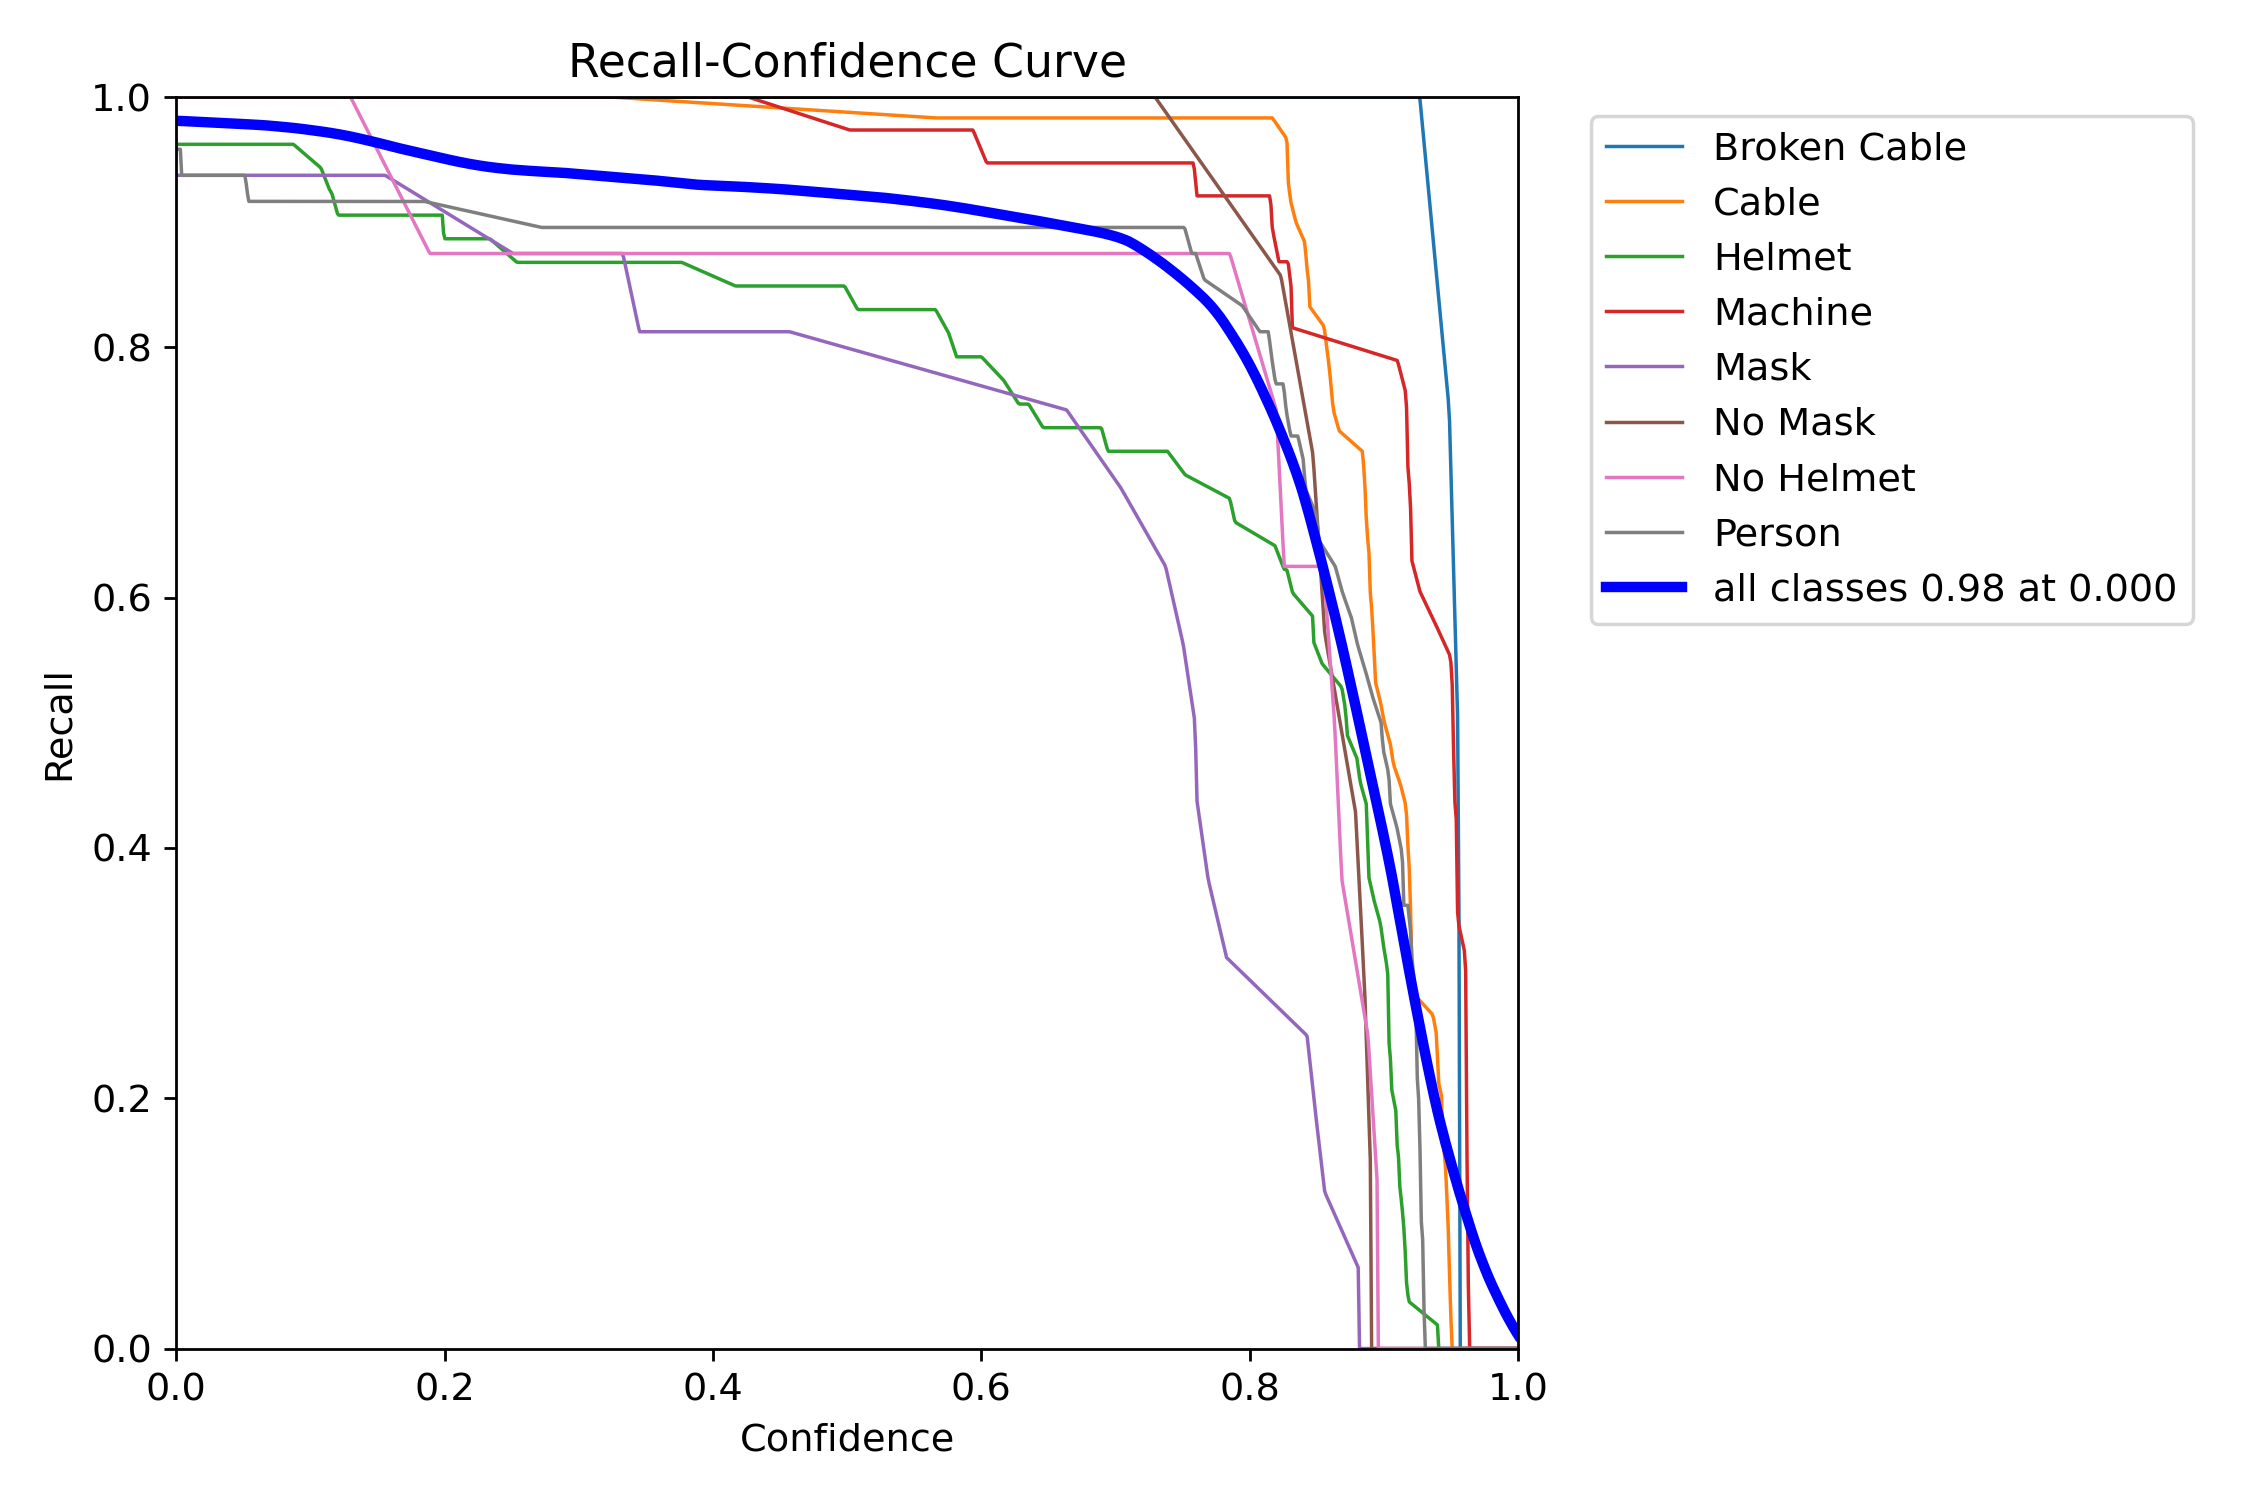 Recall-Confidence Curve
1.0
0.8
0.6
0.4
0.2
0.0
Recall
0.0 0.2 0.4 0.6 0.8 1.0
Confidence
Broken Cable
Cable
Helmet
Machine
Mask
No Mask
No Helmet
Person
all classes 0.98 at 0.000